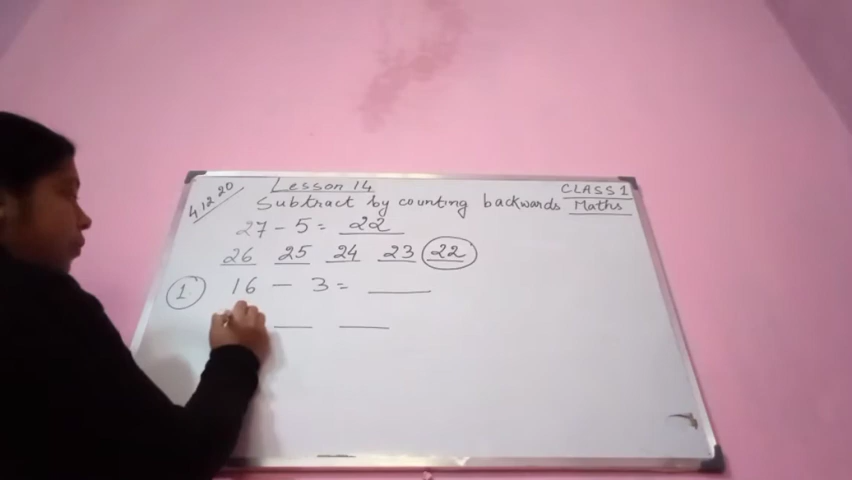 4.12.20
Lesson 14
CLASS 1
Subtract by counting backwards Maths
27 - 5 = 22
26 25 24 23 22
1 16 - 3 = ____